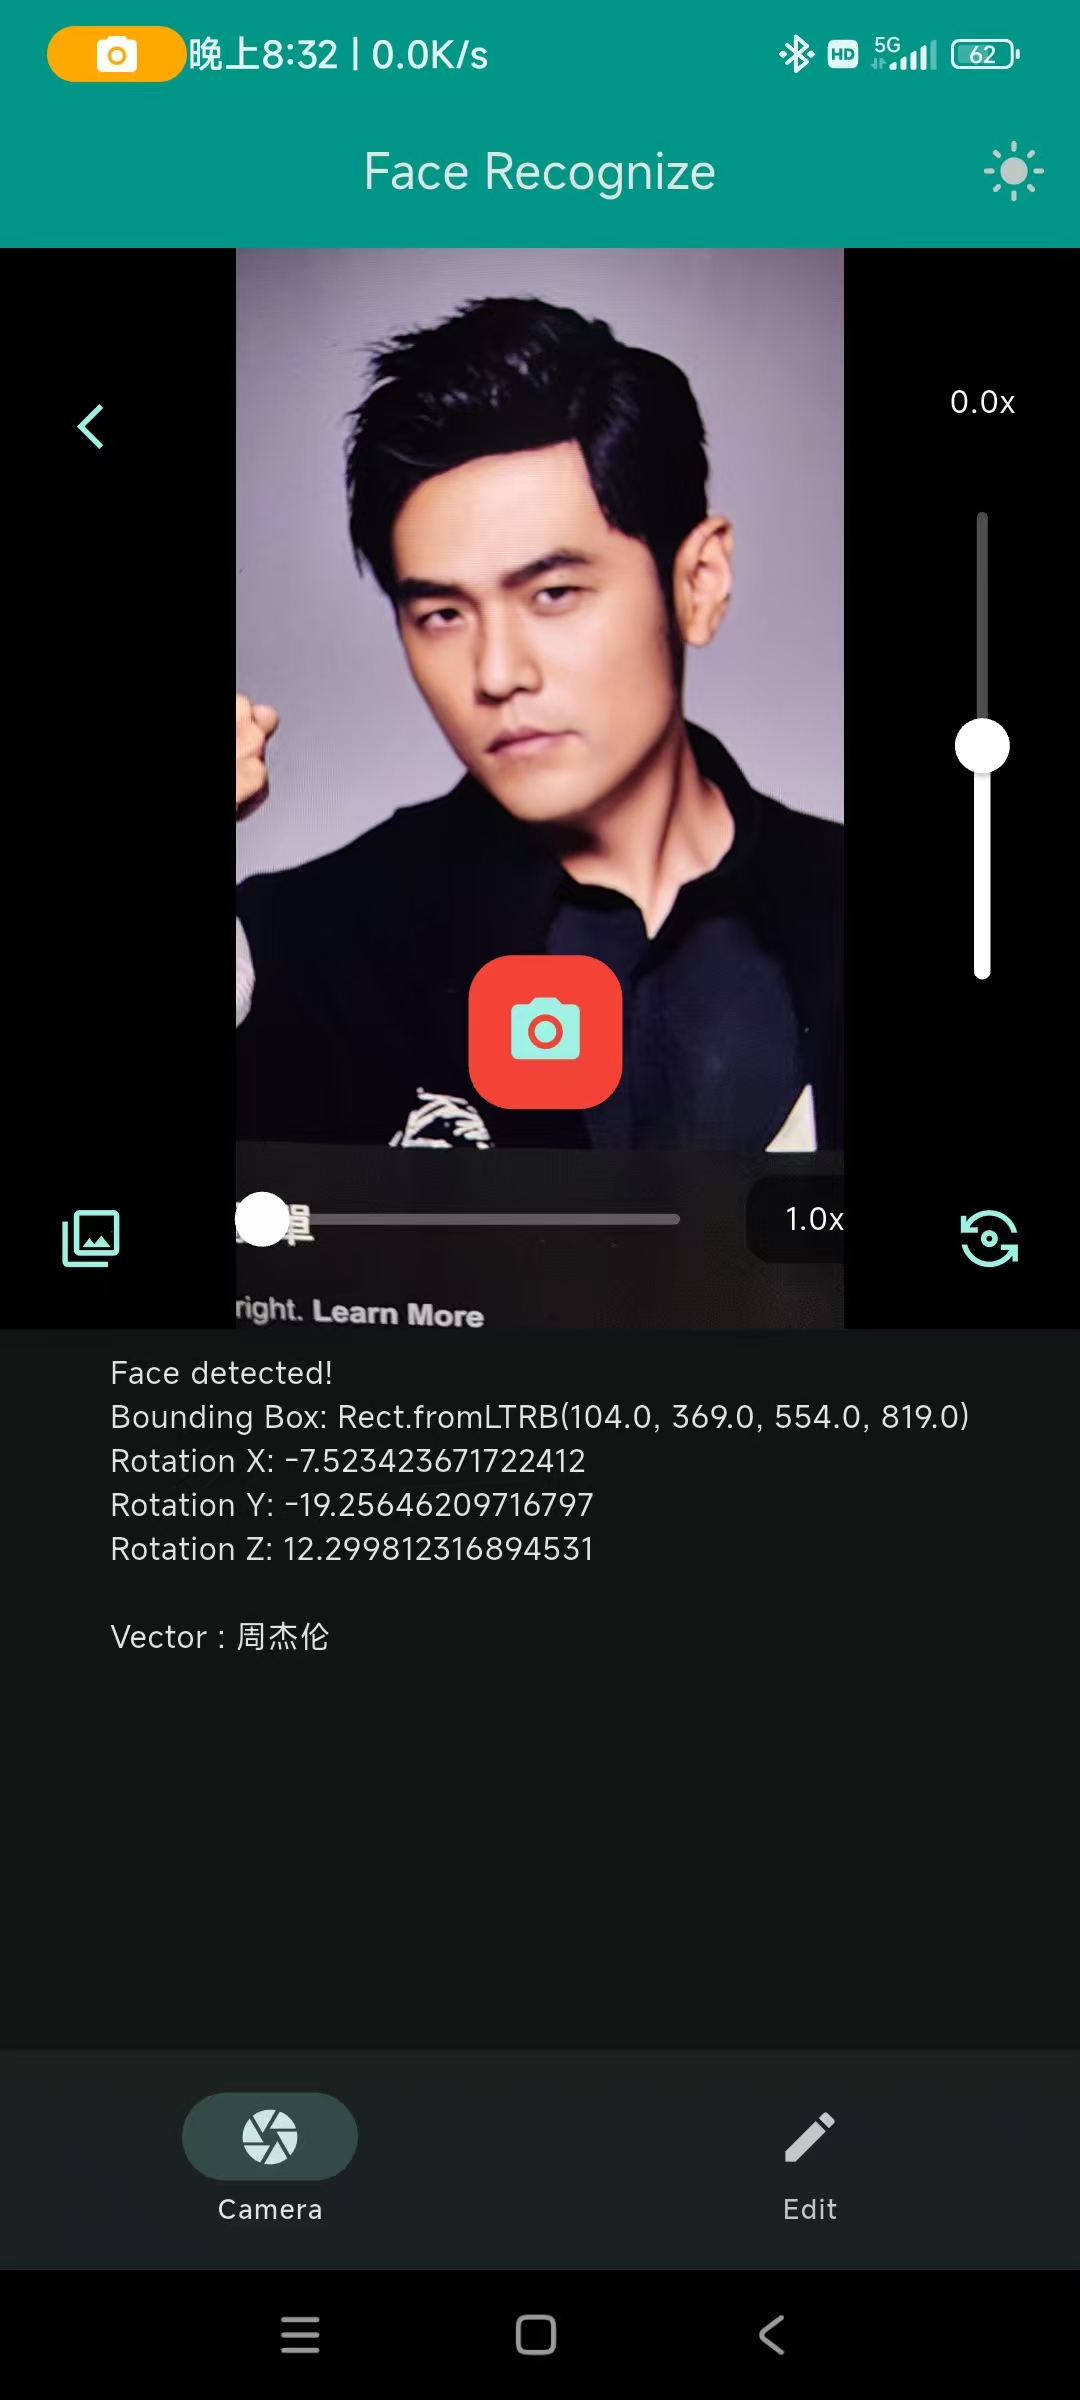 晚上8:32 | 0.0K/s HD 5G 62
Face Recognize
0.0x
1.0x
right. Learn More
Face detected!
Bounding Box: Rect.fromLTRB(104.0, 369.0, 554.0, 819.0)
Rotation X: -7.523423671722412
Rotation Y: -19.25646209716797
Rotation Z: 12.299812316894531
Vector : 周杰伦
Camera
Edit